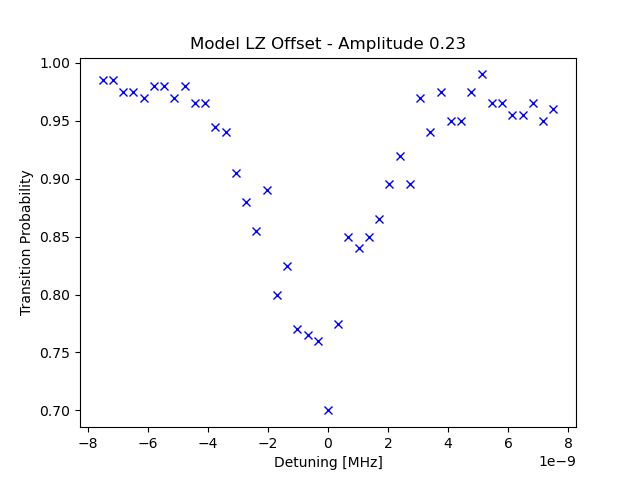 Model LZ Offset - Amplitude 0.23
Transition Probability
1.00
0.95
0.90
0.85
0.80
0.75
0.70
−8 −6 −4 −2 0 2 4 6 8
1e−9
Detuning [MHz]